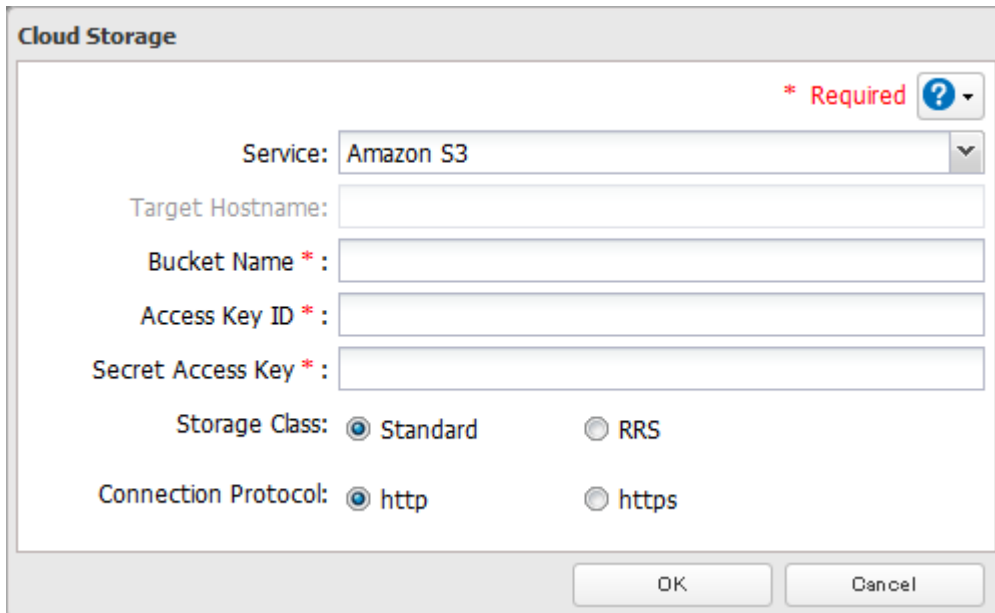 Cloud Storage
* Required ?
Service: Amazon S3
Target Hostname:
Bucket Name * :
Access Key ID * :
Secret Access Key * :
Storage Class: Standard RRS
Connection Protocol: http https
OK Cancel